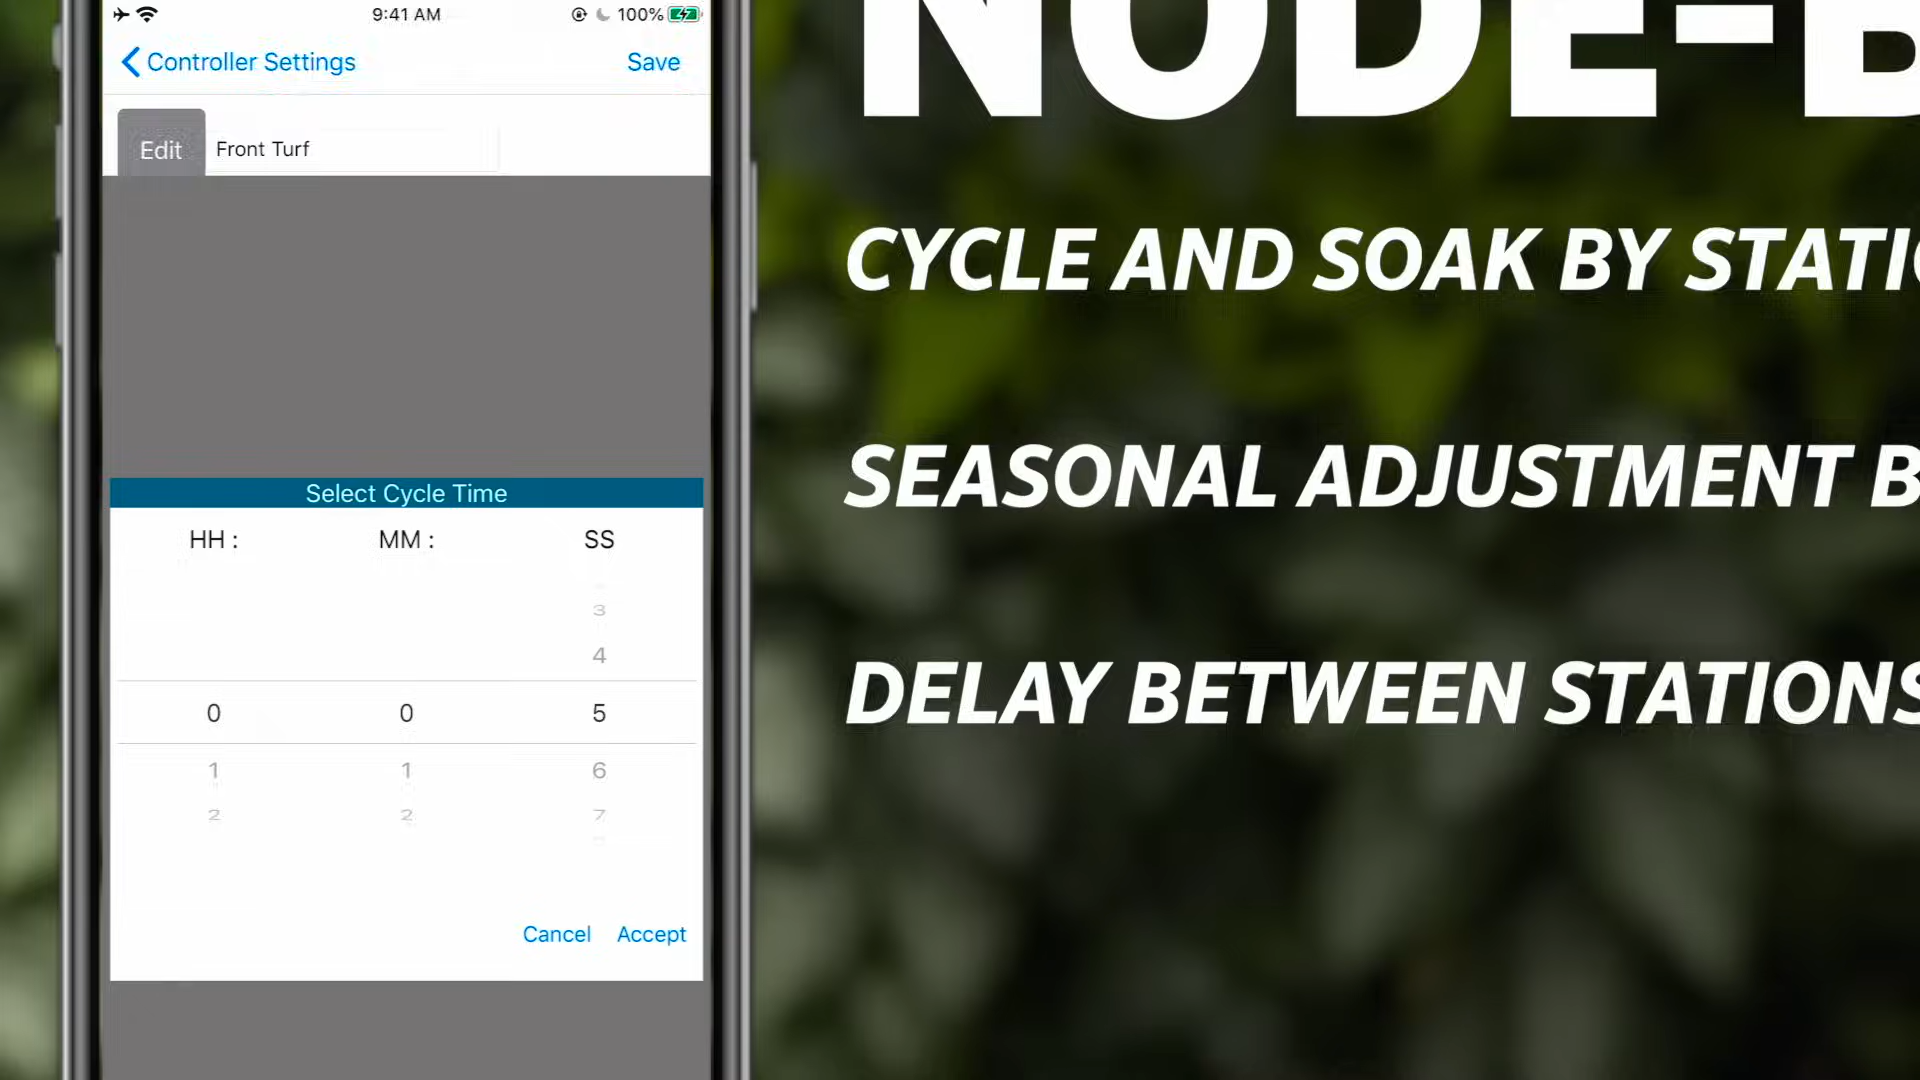 9:41 AM 100%
Controller Settings Save
Edit Front Turf
Select Cycle Time
HH : MM : SS
3
4
0 0 5
1 1 6
2 2 7
Cancel Accept
NODE-B
CYCLE AND SOAK BY STATIO
SEASONAL ADJUSTMENT B
DELAY BETWEEN STATIONS